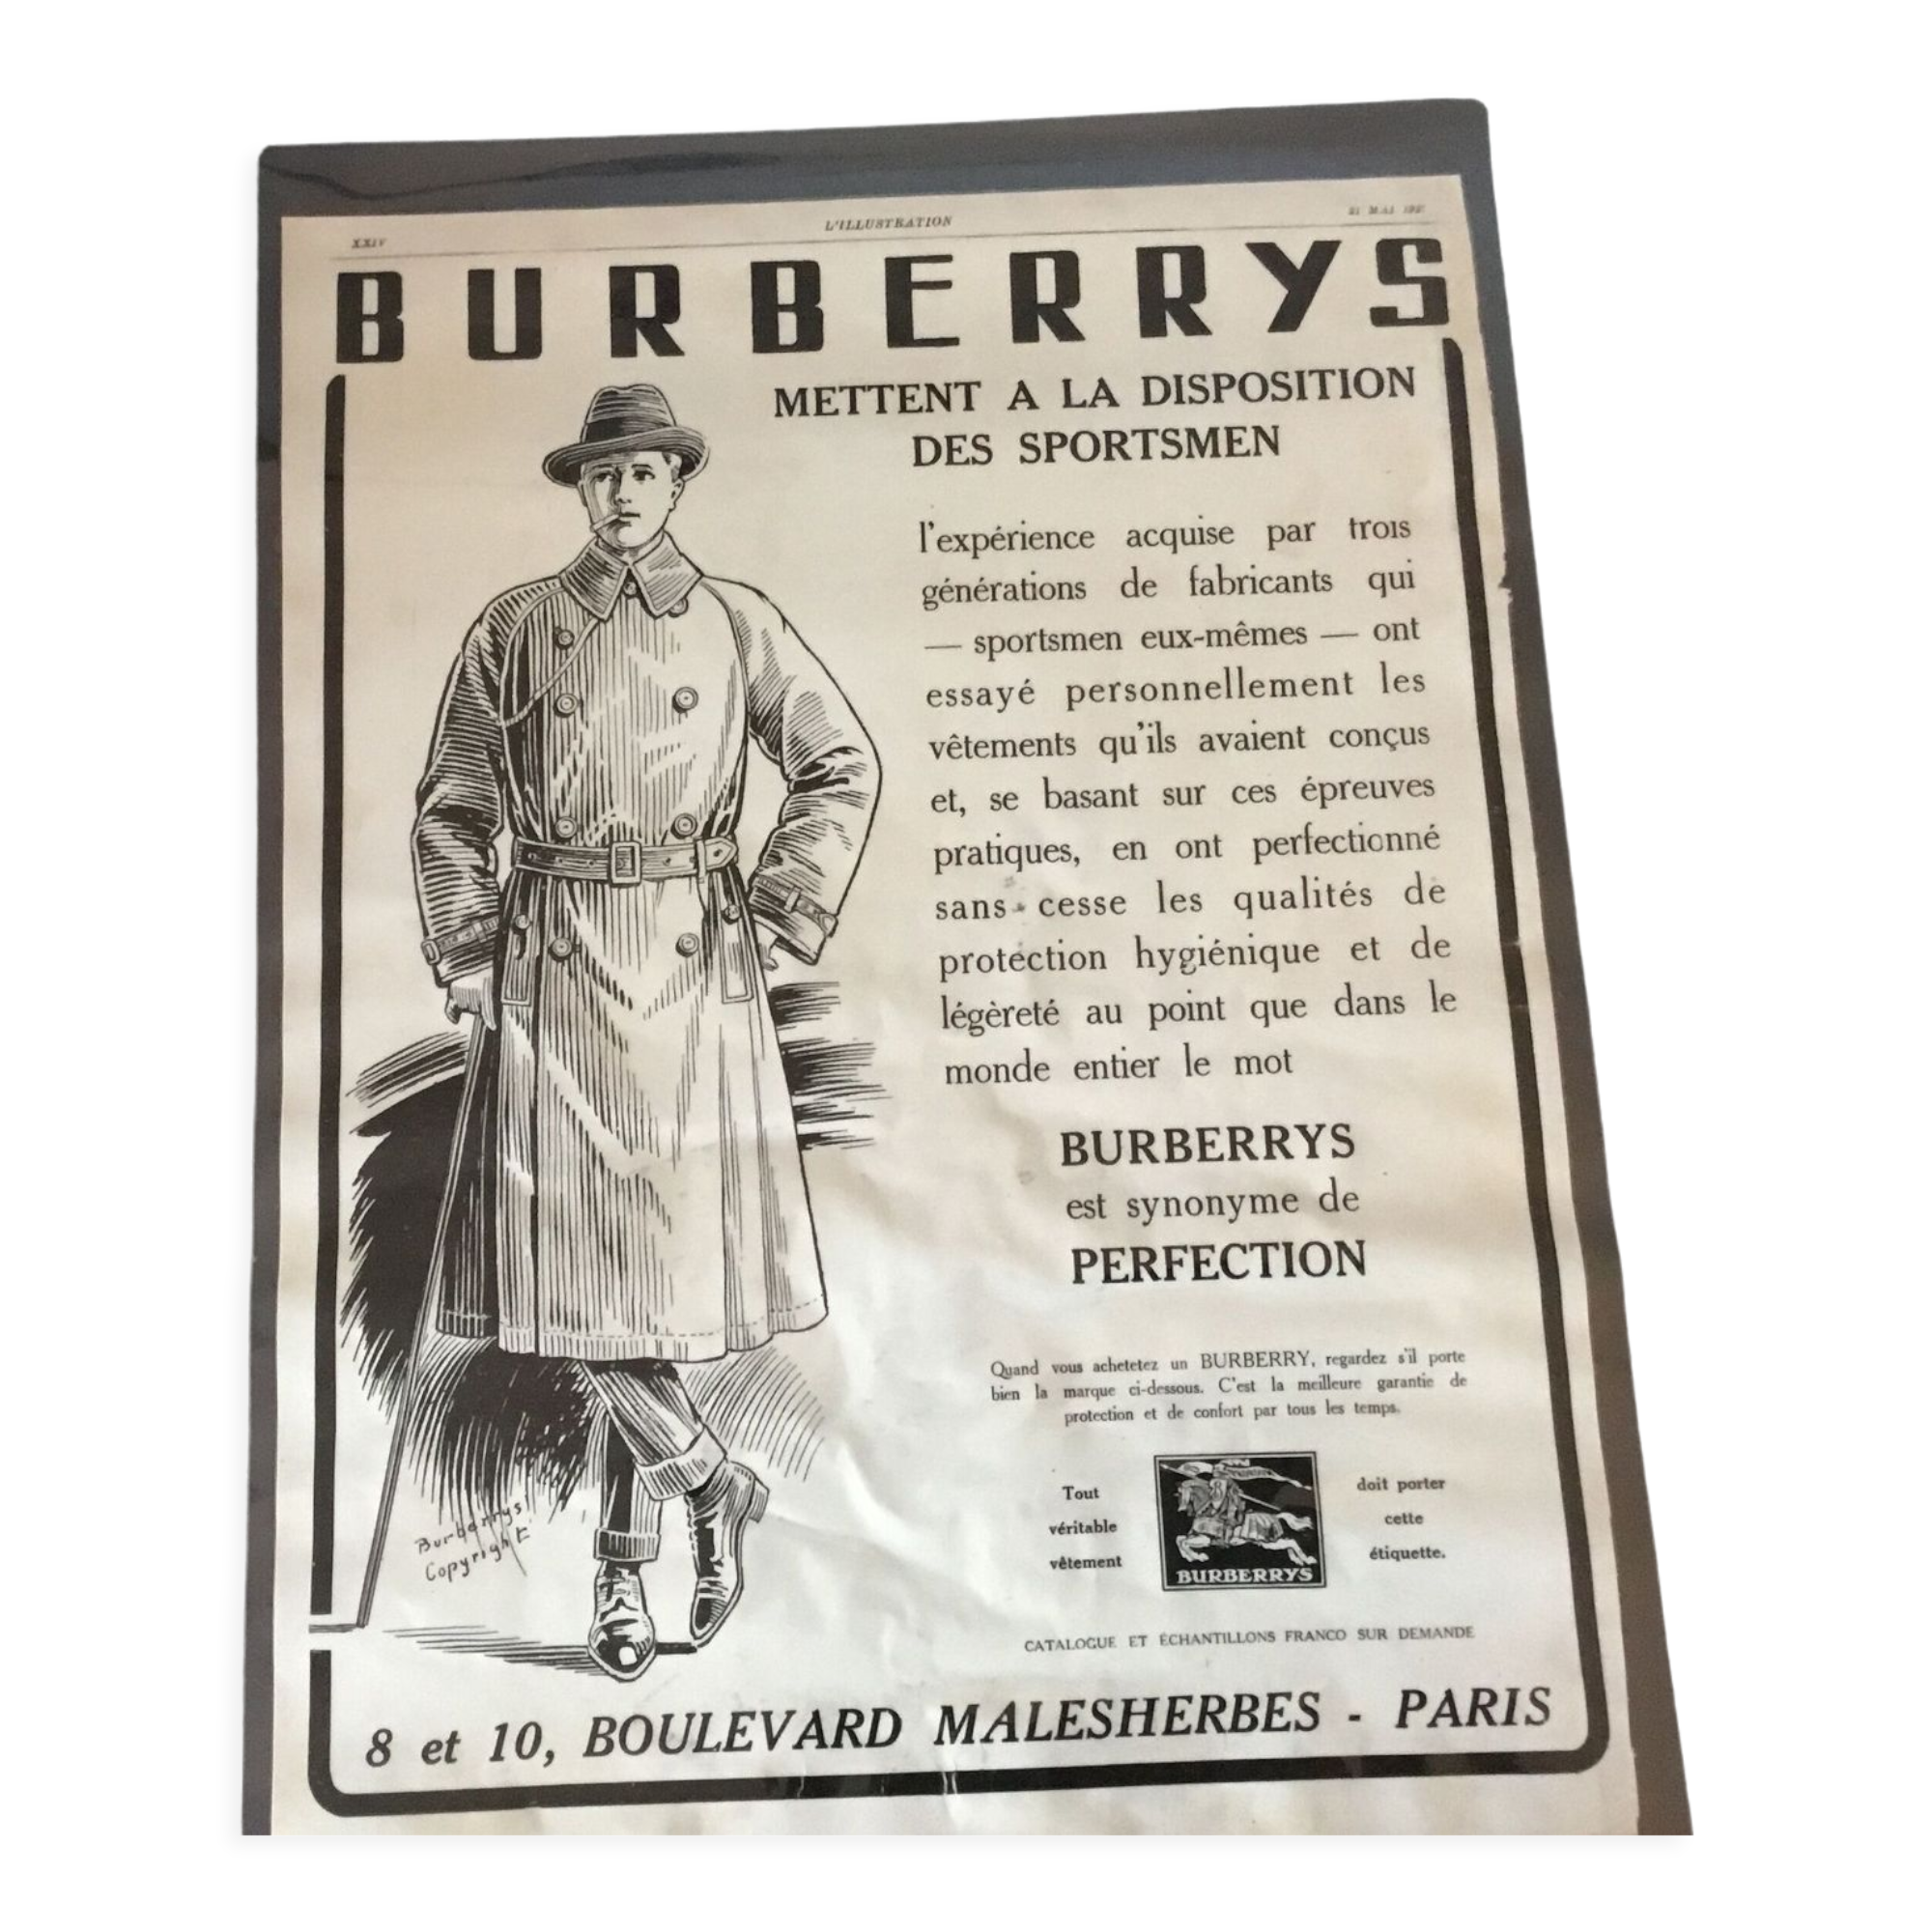 XXIV
L'ILLUSTRATION
21 MAI
BURBERRYS
METTENT A LA DISPOSITION
DES SPORTSMEN
l'expérience acquise par trois
générations de fabricants qui
— sportsmen eux-mêmes — ont
essayé personnellement les
vêtements qu'ils avaient conçus
et, se basant sur ces épreuves
pratiques, en ont perfectionné
sans cesse les qualités de
protection hygiénique et de
légèreté au point que dans le
monde entier le mot
BURBERRYS
est synonyme de
PERFECTION
Quand vous achetetez un BURBERRY, regardez s'il porte
bien la marque ci-dessous. C'est la meilleure garantie de
protection et de confort par tous les temps.
Tout
véritable
vêtement
BURBERRYS
doit porter
cette
étiquette.
Burberrys
Copyright
CATALOGUE ET ÉCHANTILLONS FRANCO SUR DEMANDE
8 et 10, BOULEVARD MALESHERBES - PARIS